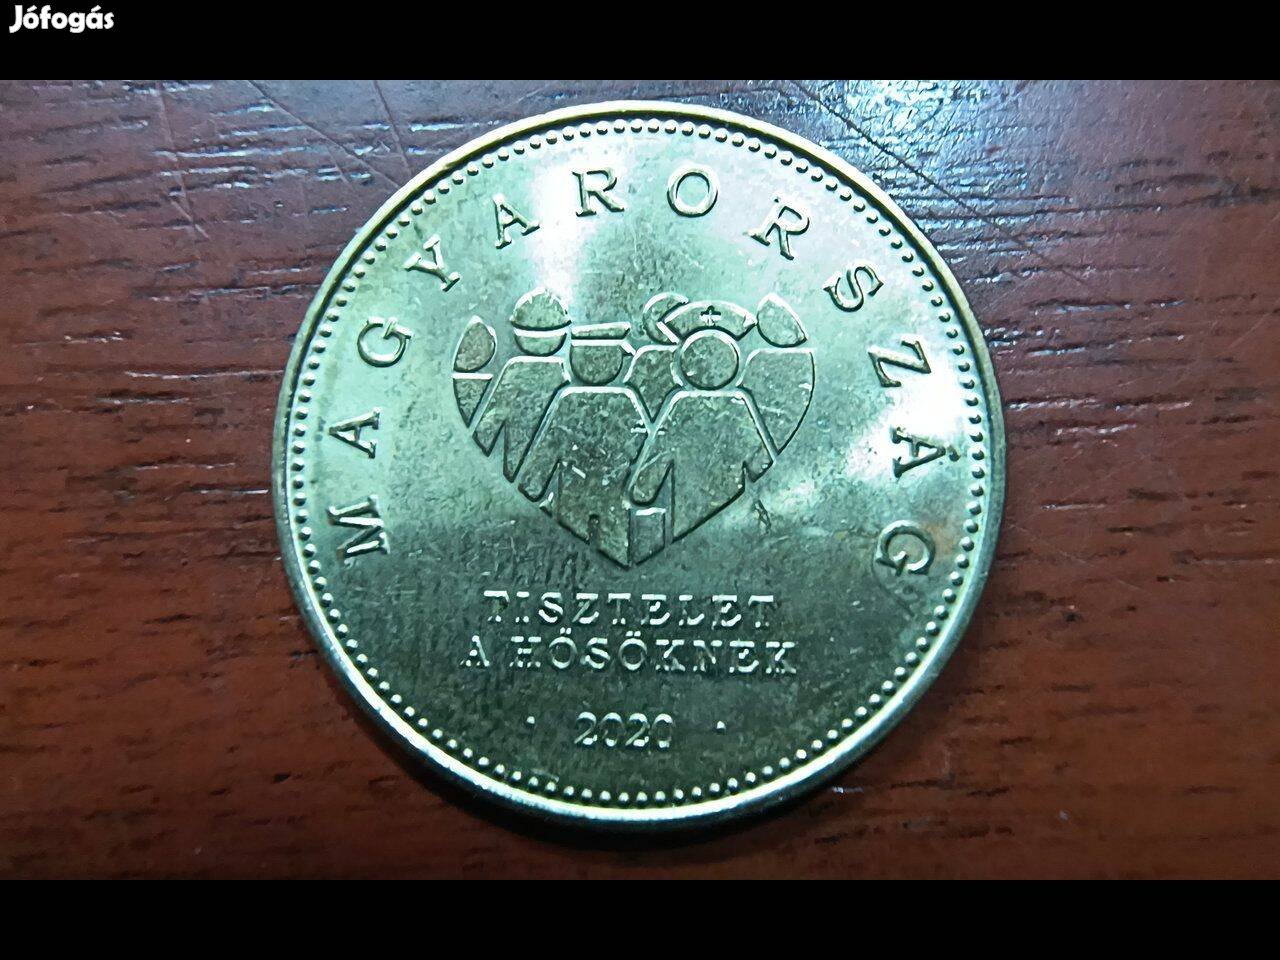 Jófogás
MAGYARORSZÁG
TISZTELET
A HŐSÖKNEK
· 2020 ·